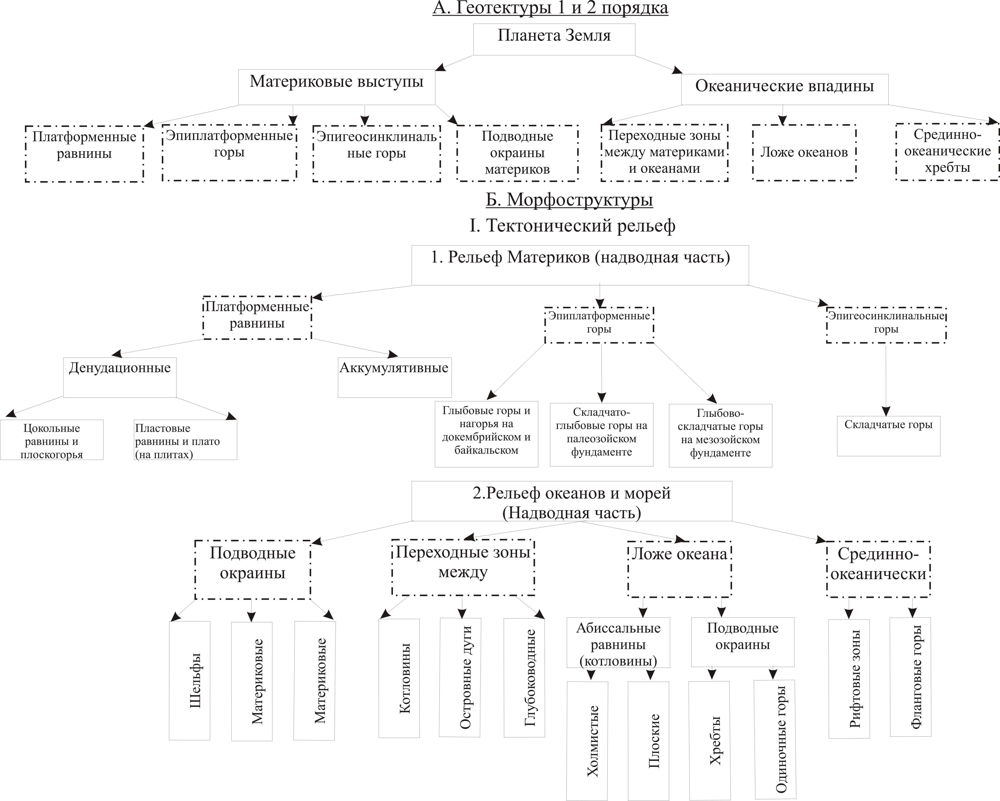 А. Геотектуры 1 и 2 порядка
Планета Земля
Материковые выступы
Океанические впадины
Платформенные
равнины
Эпиплатформенные
горы
Эпигеосинклиналь
ные горы
Подводные
окраины
материков
Переходные зоны
между материками
и океанами
Ложе океанов
Срединно-
океанические
хребты
Б. Морфоструктуры
I. Тектонический рельеф
1. Рельеф Материков (надводная часть)
Платформенные
равнины
Эпиплатформенные
горы
Эпигеосинклинальные
горы
Денудационные
Аккумулятивные
Цокольные
равнины и
плоскогорья
Пластовые
равнины и плато
(на плитах)
Глыбовые горы и
нагорья на
докембрийском и
байкальском
Складчато-
глыбовые горы на
палеозойском
фундаменте
Глыбово-
складчатые горы
на мезозойском
фундаменте
Складчатые горы
2.Рельеф океанов и морей
(Надводная часть)
Подводные
окраины
Переходные зоны
между
Ложе океана
Срединно-
океанически
Шельфы
Материковые
Материковые
Котловины
Островные дуги
Глубоководные
Абиссальные
равнины
(котловины)
Подводные
окраины
Холмистые
Плоские
Хребты
Одиночные горы
Рифтовые зоны
Фланговые горы